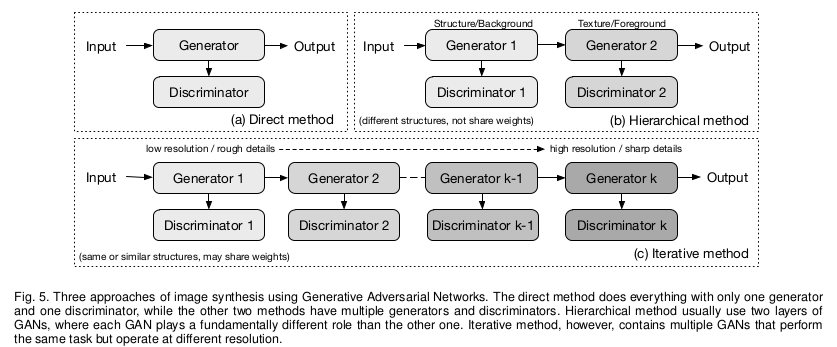 Input
Generator
Output
Discriminator
(a) Direct method
Structure/Background
Texture/Foreground
Input
Generator 1
Generator 2
Output
Discriminator 1
Discriminator 2
(different structures, not share weights)
(b) Hierarchical method
low resolution / rough details
high resolution / sharp details
Input
Generator 1
Generator 2
Generator k-1
Generator k
Output
Discriminator 1
Discriminator 2
Discriminator k-1
Discriminator k
(same or similar structures, may share weights)
(c) Iterative method
Fig. 5. Three approaches of image synthesis using Generative Adversarial Networks. The direct method does everything with only one generator
and one discriminator, while the other two methods have multiple generators and discriminators. Hierarchical method usually use two layers of
GANs, where each GAN plays a fundamentally different role than the other one. Iterative method, however, contains multiple GANs that perform
the same task but operate at different resolution.